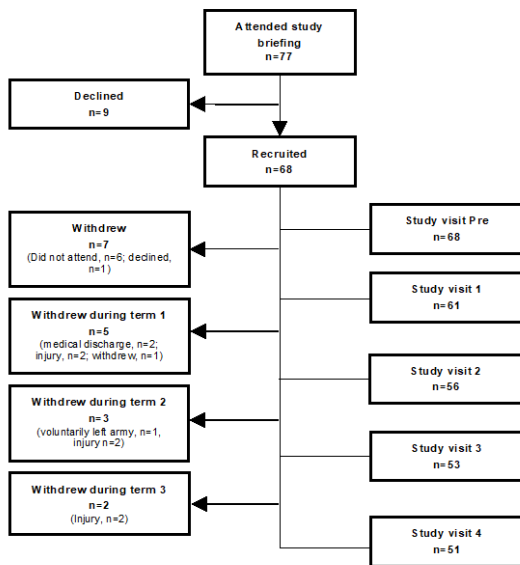 Attended study
briefing
n=77
Declined
n=9
Recruited
n=68
Study visit Pre
n=68
Withdrew
n=7
(Did not attend, n=6; declined,
n=1)
Study visit 1
n=61
Withdrew during term 1
n=5
(medical discharge, n=2;
injury, n=2; withdrew, n=1)
Study visit 2
n=56
Withdrew during term 2
n=3
(voluntarily left army, n=1,
injury n=2)
Study visit 3
n=53
Withdrew during term 3
n=2
(Injury, n=2)
Study visit 4
n=51